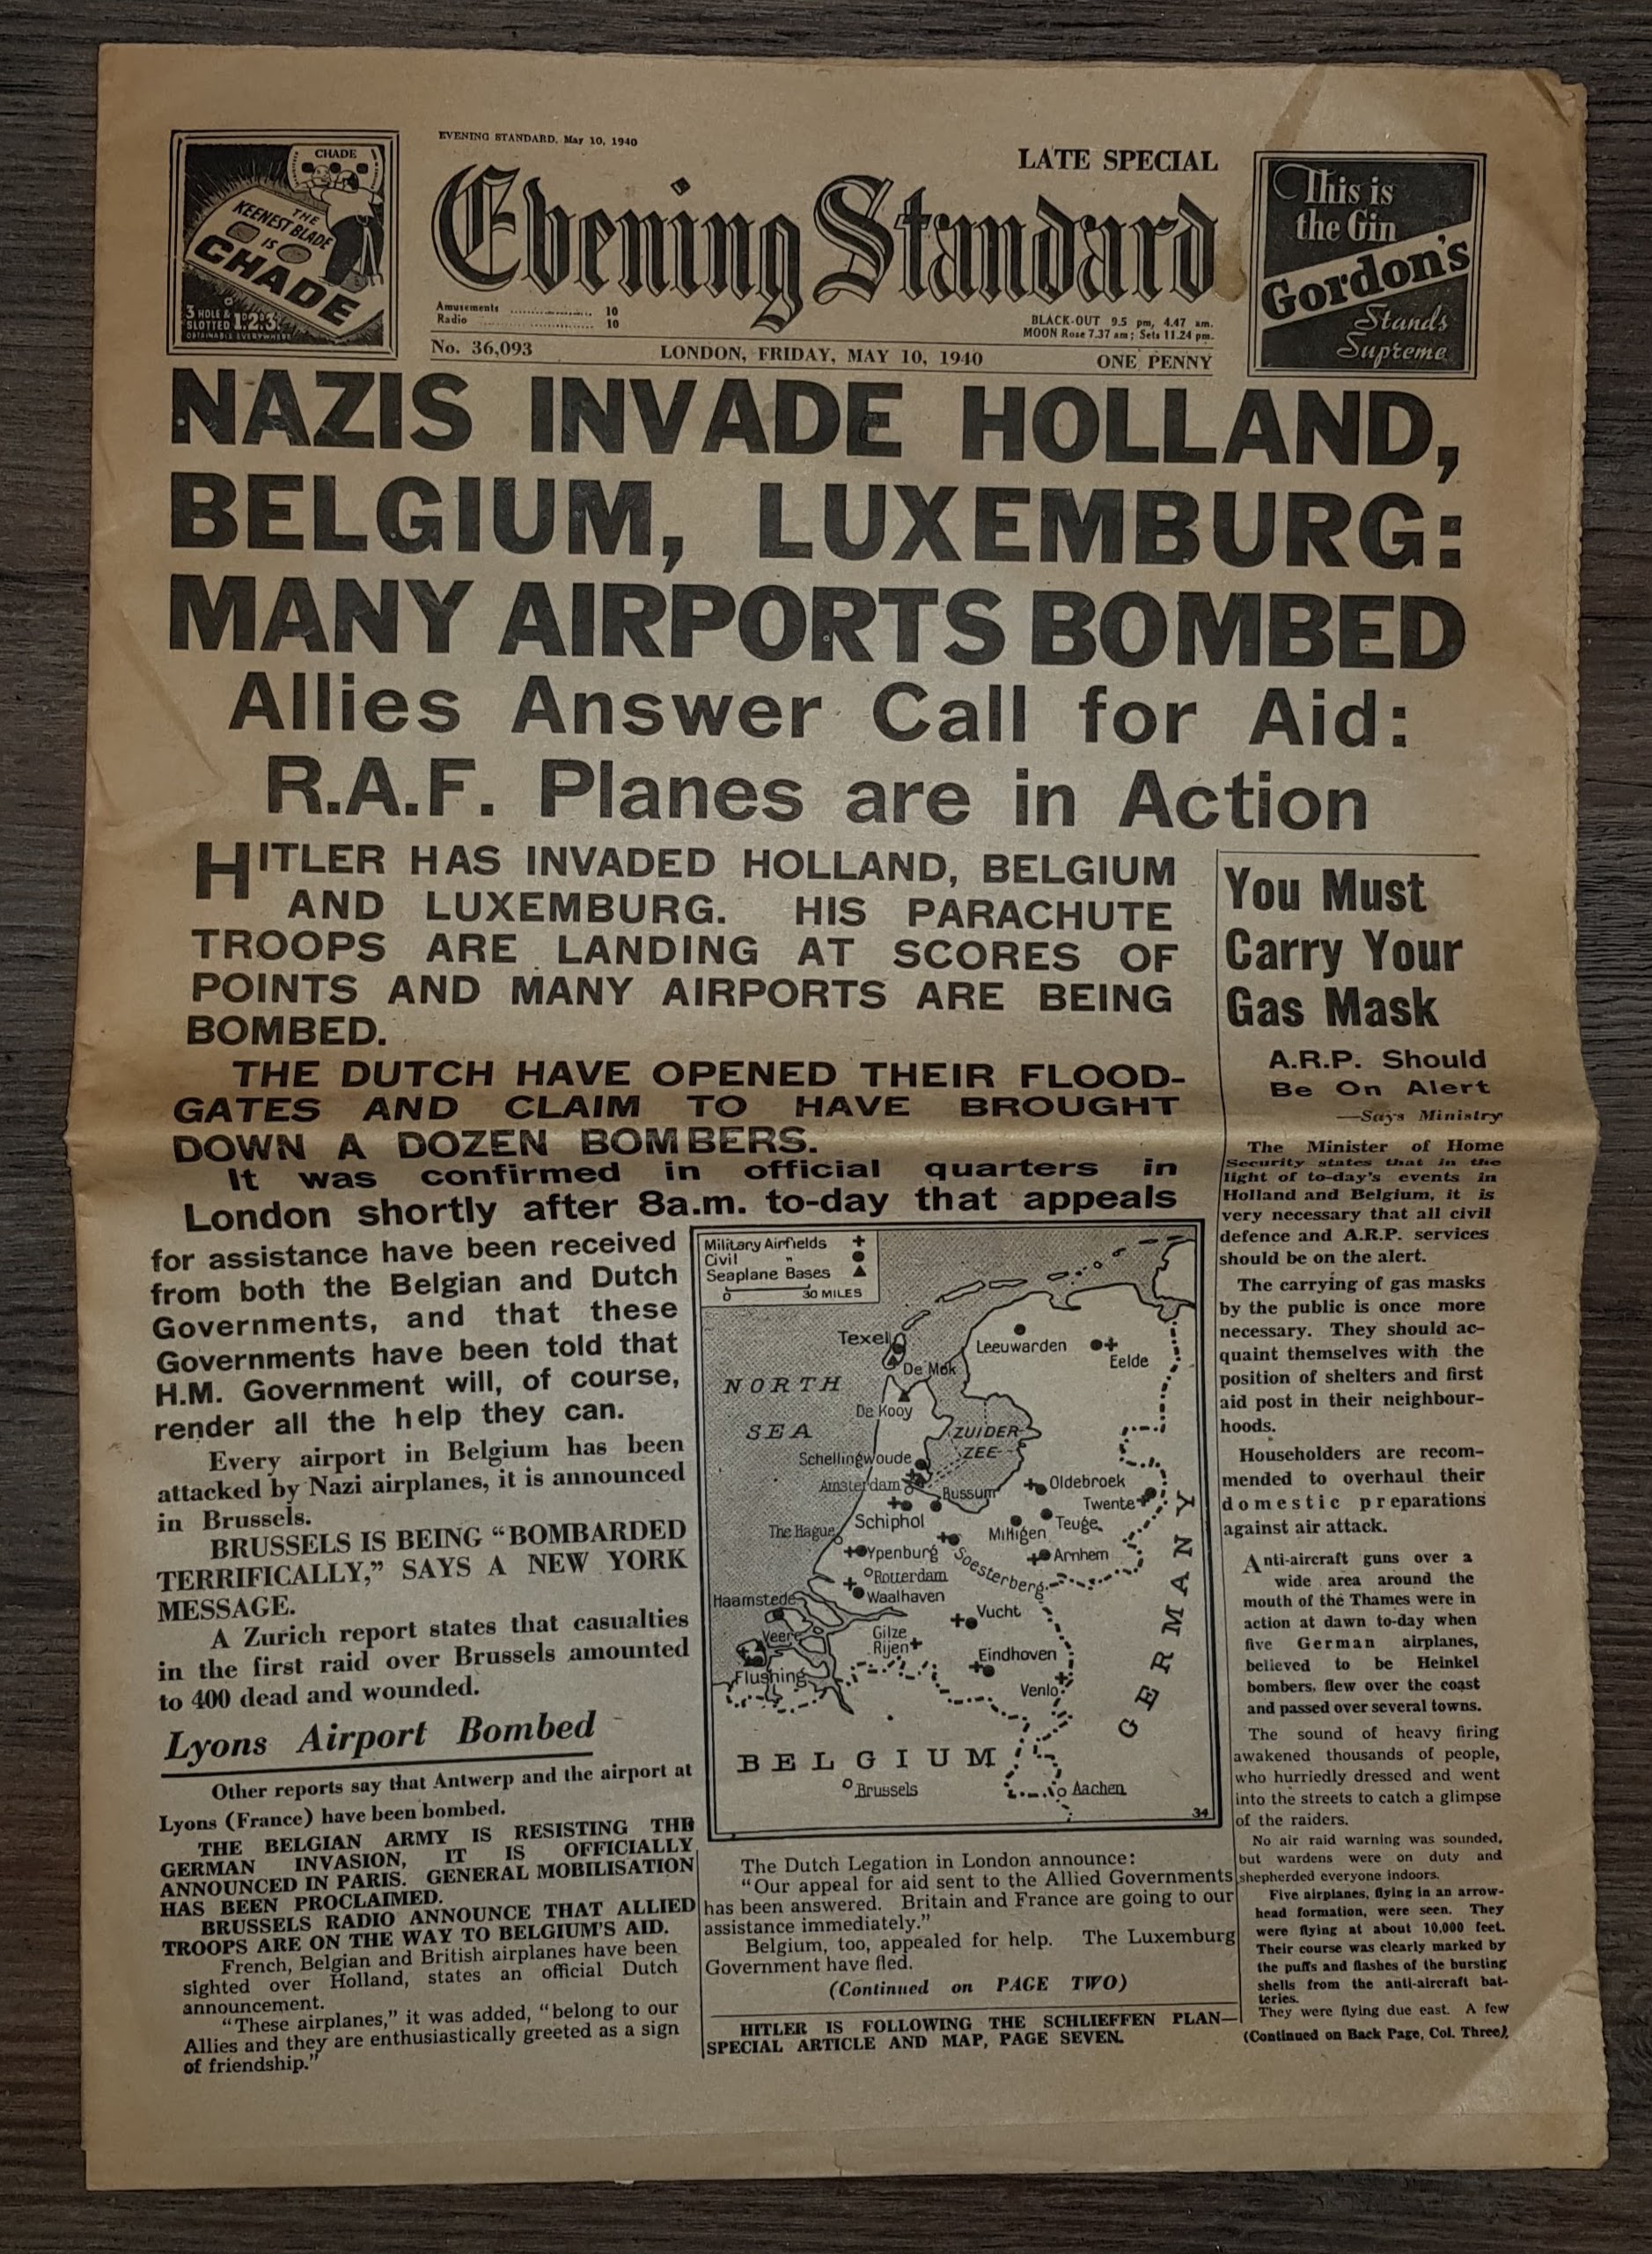 EVENING STANDARD, May 10, 1940
LATE SPECIAL
CHADE
THE
KEENEST BLADE
IS
CHADE
3 HOLE &
SLOTTED 1.2.3.
OBTAINABLE EVERYWHERE
Evening Standard
This is
the Gin
Gordon's
Stands
Supreme
Amusements .................. 10
Radio .................. 10
BLACK-OUT 9.5 pm, 4.47 am.
MOON Rose 7.37 am; Sets 11.24 pm.
No. 36,093
LONDON, FRIDAY, MAY 10, 1940
ONE PENNY
NAZIS INVADE HOLLAND,
BELGIUM, LUXEMBURG:
MANY AIRPORTS BOMBED
Allies Answer Call for Aid:
R.A.F. Planes are in Action
HITLER HAS INVADED HOLLAND, BELGIUM
AND LUXEMBURG. HIS PARACHUTE
TROOPS ARE LANDING AT SCORES OF
POINTS AND MANY AIRPORTS ARE BEING
BOMBED.
THE DUTCH HAVE OPENED THEIR FLOOD-
GATES AND CLAIM TO HAVE BROUGHT
DOWN A DOZEN BOMBERS.
It was confirmed in official quarters in
London shortly after 8a.m. to-day that appeals
for assistance have been received
from both the Belgian and Dutch
Governments, and that these
Governments have been told that
H.M. Government will, of course,
render all the help they can.
Every airport in Belgium has been
attacked by Nazi airplanes, it is announced
in Brussels.
BRUSSELS IS BEING “BOMBARDED
TERRIFICALLY,” SAYS A NEW YORK
MESSAGE.
A Zurich report states that casualties
in the first raid over Brussels amounted
to 400 dead and wounded.
Lyons Airport Bombed
Other reports say that Antwerp and the airport at
Lyons (France) have been bombed.
THE BELGIAN ARMY IS RESISTING THE
GERMAN INVASION, IT IS OFFICIALLY
ANNOUNCED IN PARIS. GENERAL MOBILISATION
HAS BEEN PROCLAIMED.
BRUSSELS RADIO ANNOUNCE THAT ALLIED
TROOPS ARE ON THE WAY TO BELGIUM'S AID.
French, Belgian and British airplanes have been
sighted over Holland, states an official Dutch
announcement.
“These airplanes,” it was added, “belong to our
Allies and they are enthusiastically greeted as a sign
of friendship.”
Military Airfields
Civil "
Seaplane Bases
0 30 MILES
Texel
Leeuwarden
Eelde
De Mok
NORTH
De Kooy
SEA
ZUIDER-
ZEE
Schellingwoude
Amsterdam
Oldebroek
Bussum
Twente
Schiphol
Teuge
The Hague
Milligen
Ypenburg
Soesterberg
Arnhem
Rotterdam
Waalhaven
Haamstede
Vucht
Veere
Gilze
Rijen
Eindhoven
Flushing
Venlo
GERMANY
BELGIUM
Brussels
Aachen
34
The Dutch Legation in London announce:
“Our appeal for aid sent to the Allied Governments
has been answered. Britain and France are going to our
assistance immediately.”
Belgium, too, appealed for help. The Luxemburg
Government have fled.
(Continued on PAGE TWO)
HITLER IS FOLLOWING THE SCHLIEFFEN PLAN—
SPECIAL ARTICLE AND MAP, PAGE SEVEN.
You Must
Carry Your
Gas Mask
A.R.P. Should
Be On Alert
—Says Ministry
The Minister of Home
Security states that in the
light of to-day's events in
Holland and Belgium, it is
very necessary that all civil
defence and A.R.P. services
should be on the alert.
The carrying of gas masks
by the public is once more
necessary. They should ac-
quaint themselves with the
position of shelters and first
aid post in their neighbour-
hoods.
Householders are recom-
mended to overhaul their
domestic preparations
against air attack.
Anti-aircraft guns over a
wide area around the
mouth of the Thames were in
action at dawn to-day when
five German airplanes,
believed to be Heinkel
bombers, flew over the coast
and passed over several towns.
The sound of heavy firing
awakened thousands of people,
who hurriedly dressed and went
into the streets to catch a glimpse
of the raiders.
No air raid warning was sounded,
but wardens were on duty and
shepherded everyone indoors.
Five airplanes, flying in an arrow-
head formation, were seen. They
were flying at about 10,000 feet.
Their course was clearly marked by
the puffs and flashes of the bursting
shells from the anti-aircraft bat-
teries.
They were flying due east. A few
(Continued on Back Page, Col. Three)